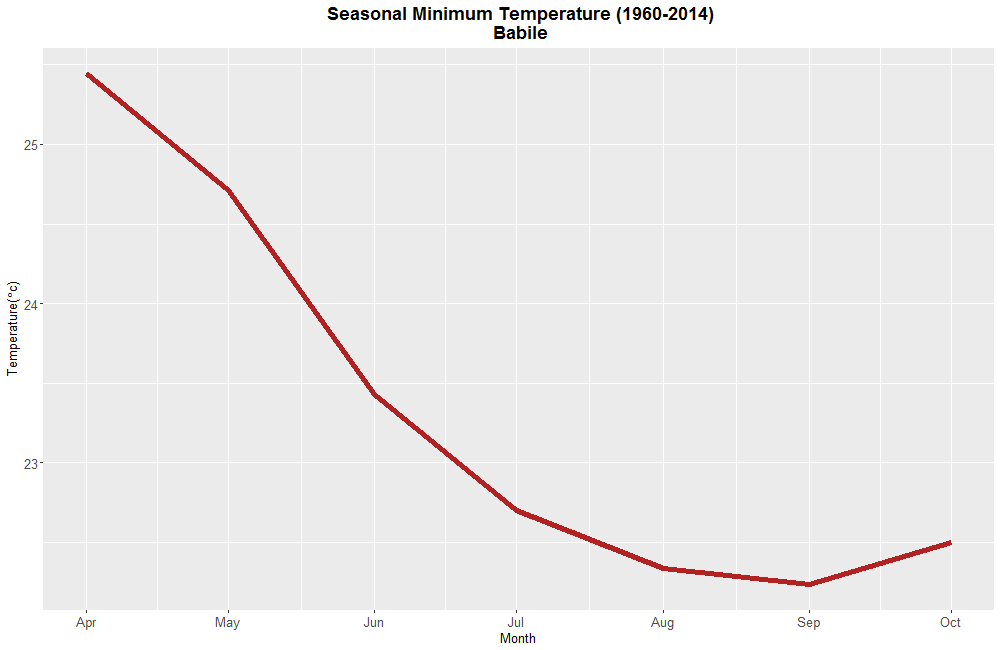 Seasonal Minimum Temperature (1960-2014)
Babile
Temperature(°c)
25
24
23
Apr May Jun Jul Aug Sep Oct
Month